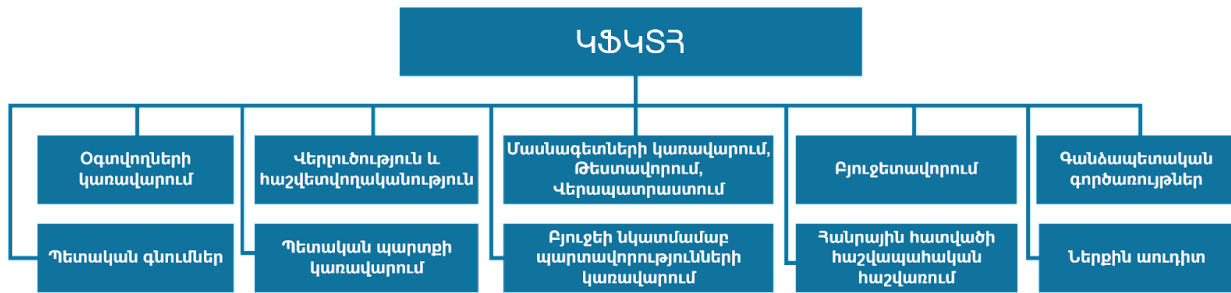 ԿՖԿՏՀ
Օգտվողների
կառավարում
Վերլուծություն և
հաշվետվողականություն
Մասնագետների կառավարում,
Թեստավորում,
Վերապատրաստում
Բյուջետավորում
Գանձապետական
գործառույթներ
Պետական գնումներ
Պետական պարտքի
կառավարում
Բյուջեի նկատմամաբ
պարտավորությունների
կառավարում
Հանրային հատվածի
հաշվապահական
հաշվառում
Ներքին աուդիտ